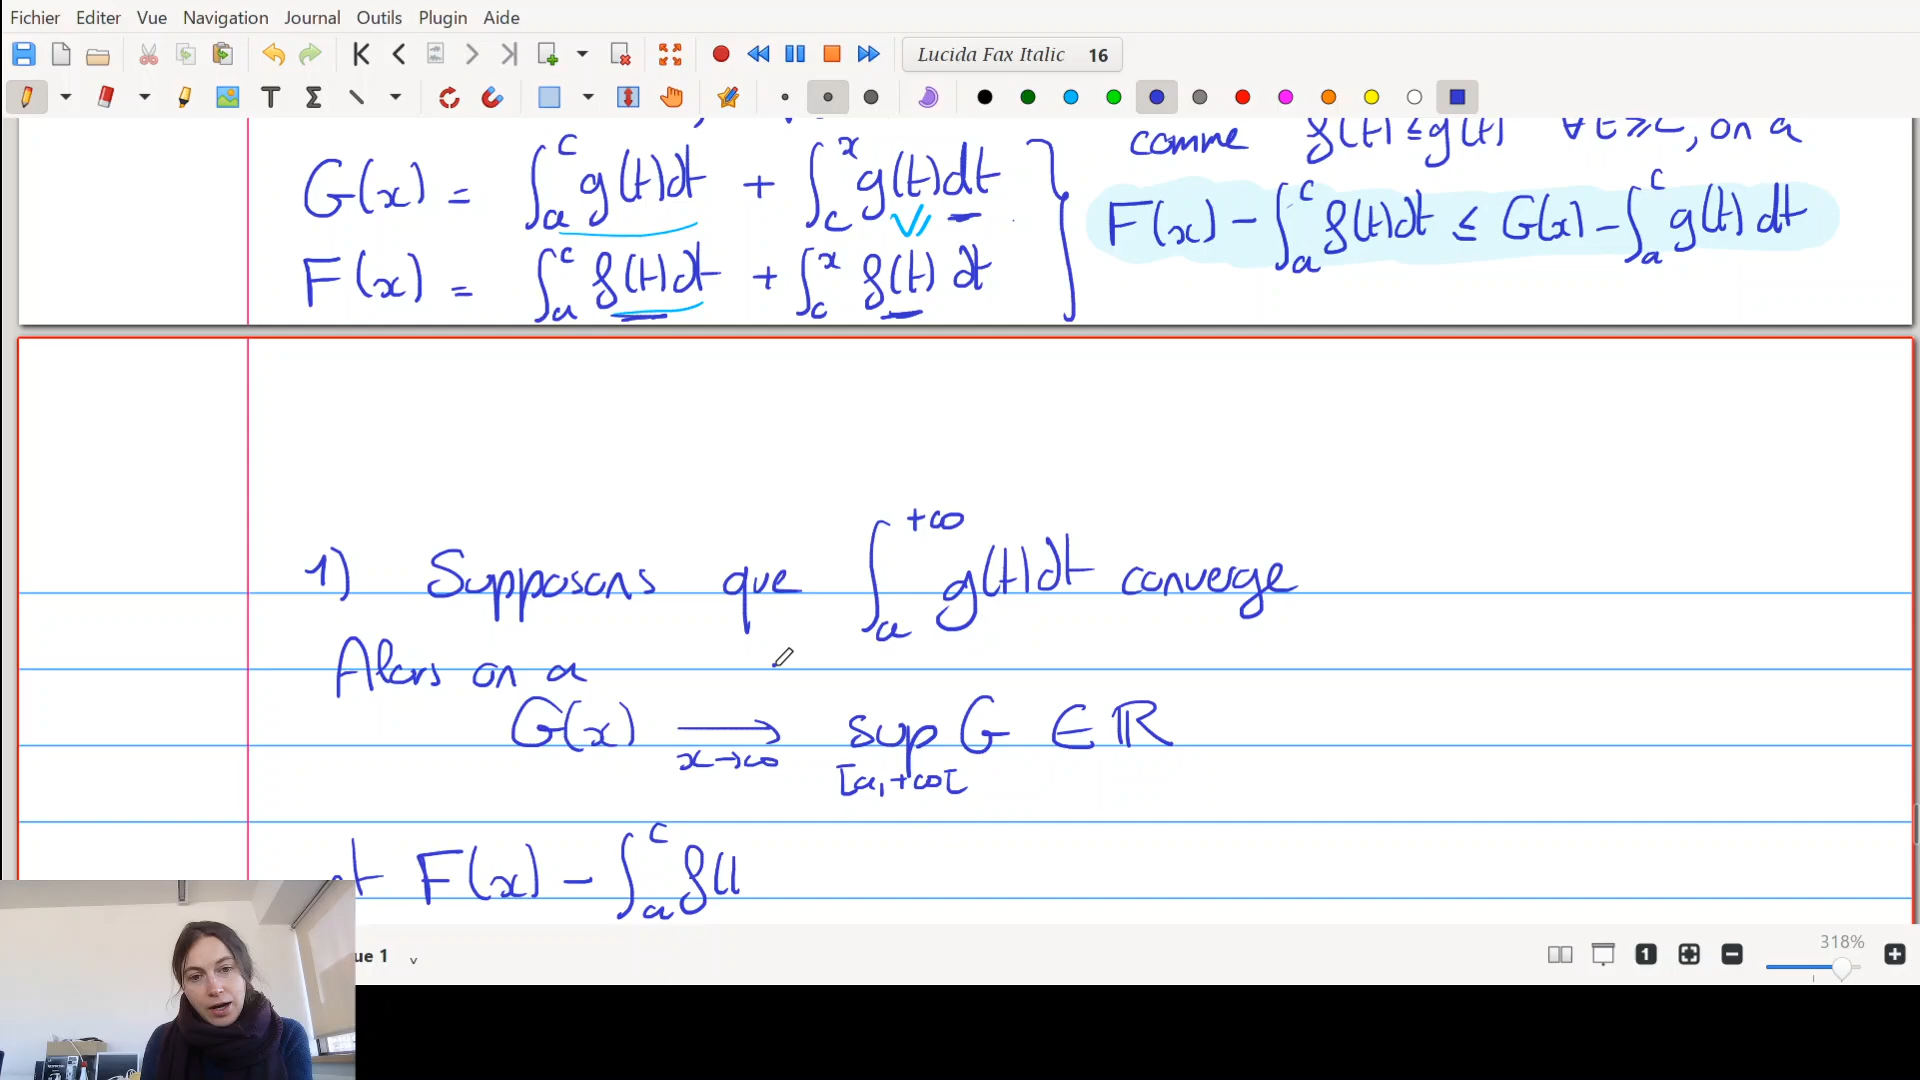 Fichier Editer Vue Navigation Journal Outils Plugin Aide
Lucida Fax Italic 16
comme f(t) ≤ g(t) ∀t ≥ c, on a
G(x) = ∫_a^c g(t)dt + ∫_c^x g(t)dt
F(x) = ∫_a^c f(t)dt + ∫_c^x f(t) dt
F(x) - ∫_a^c f(t)dt ≤ G(x) - ∫_a^c g(t) dt
1) Supposons que ∫_a^{+∞} g(t)dt converge
Alors on a
G(x) ⟶ sup G ∈ ℝ
x→∞ [a,+∞[
F(x) - ∫_a^c f(
ue 1
318%